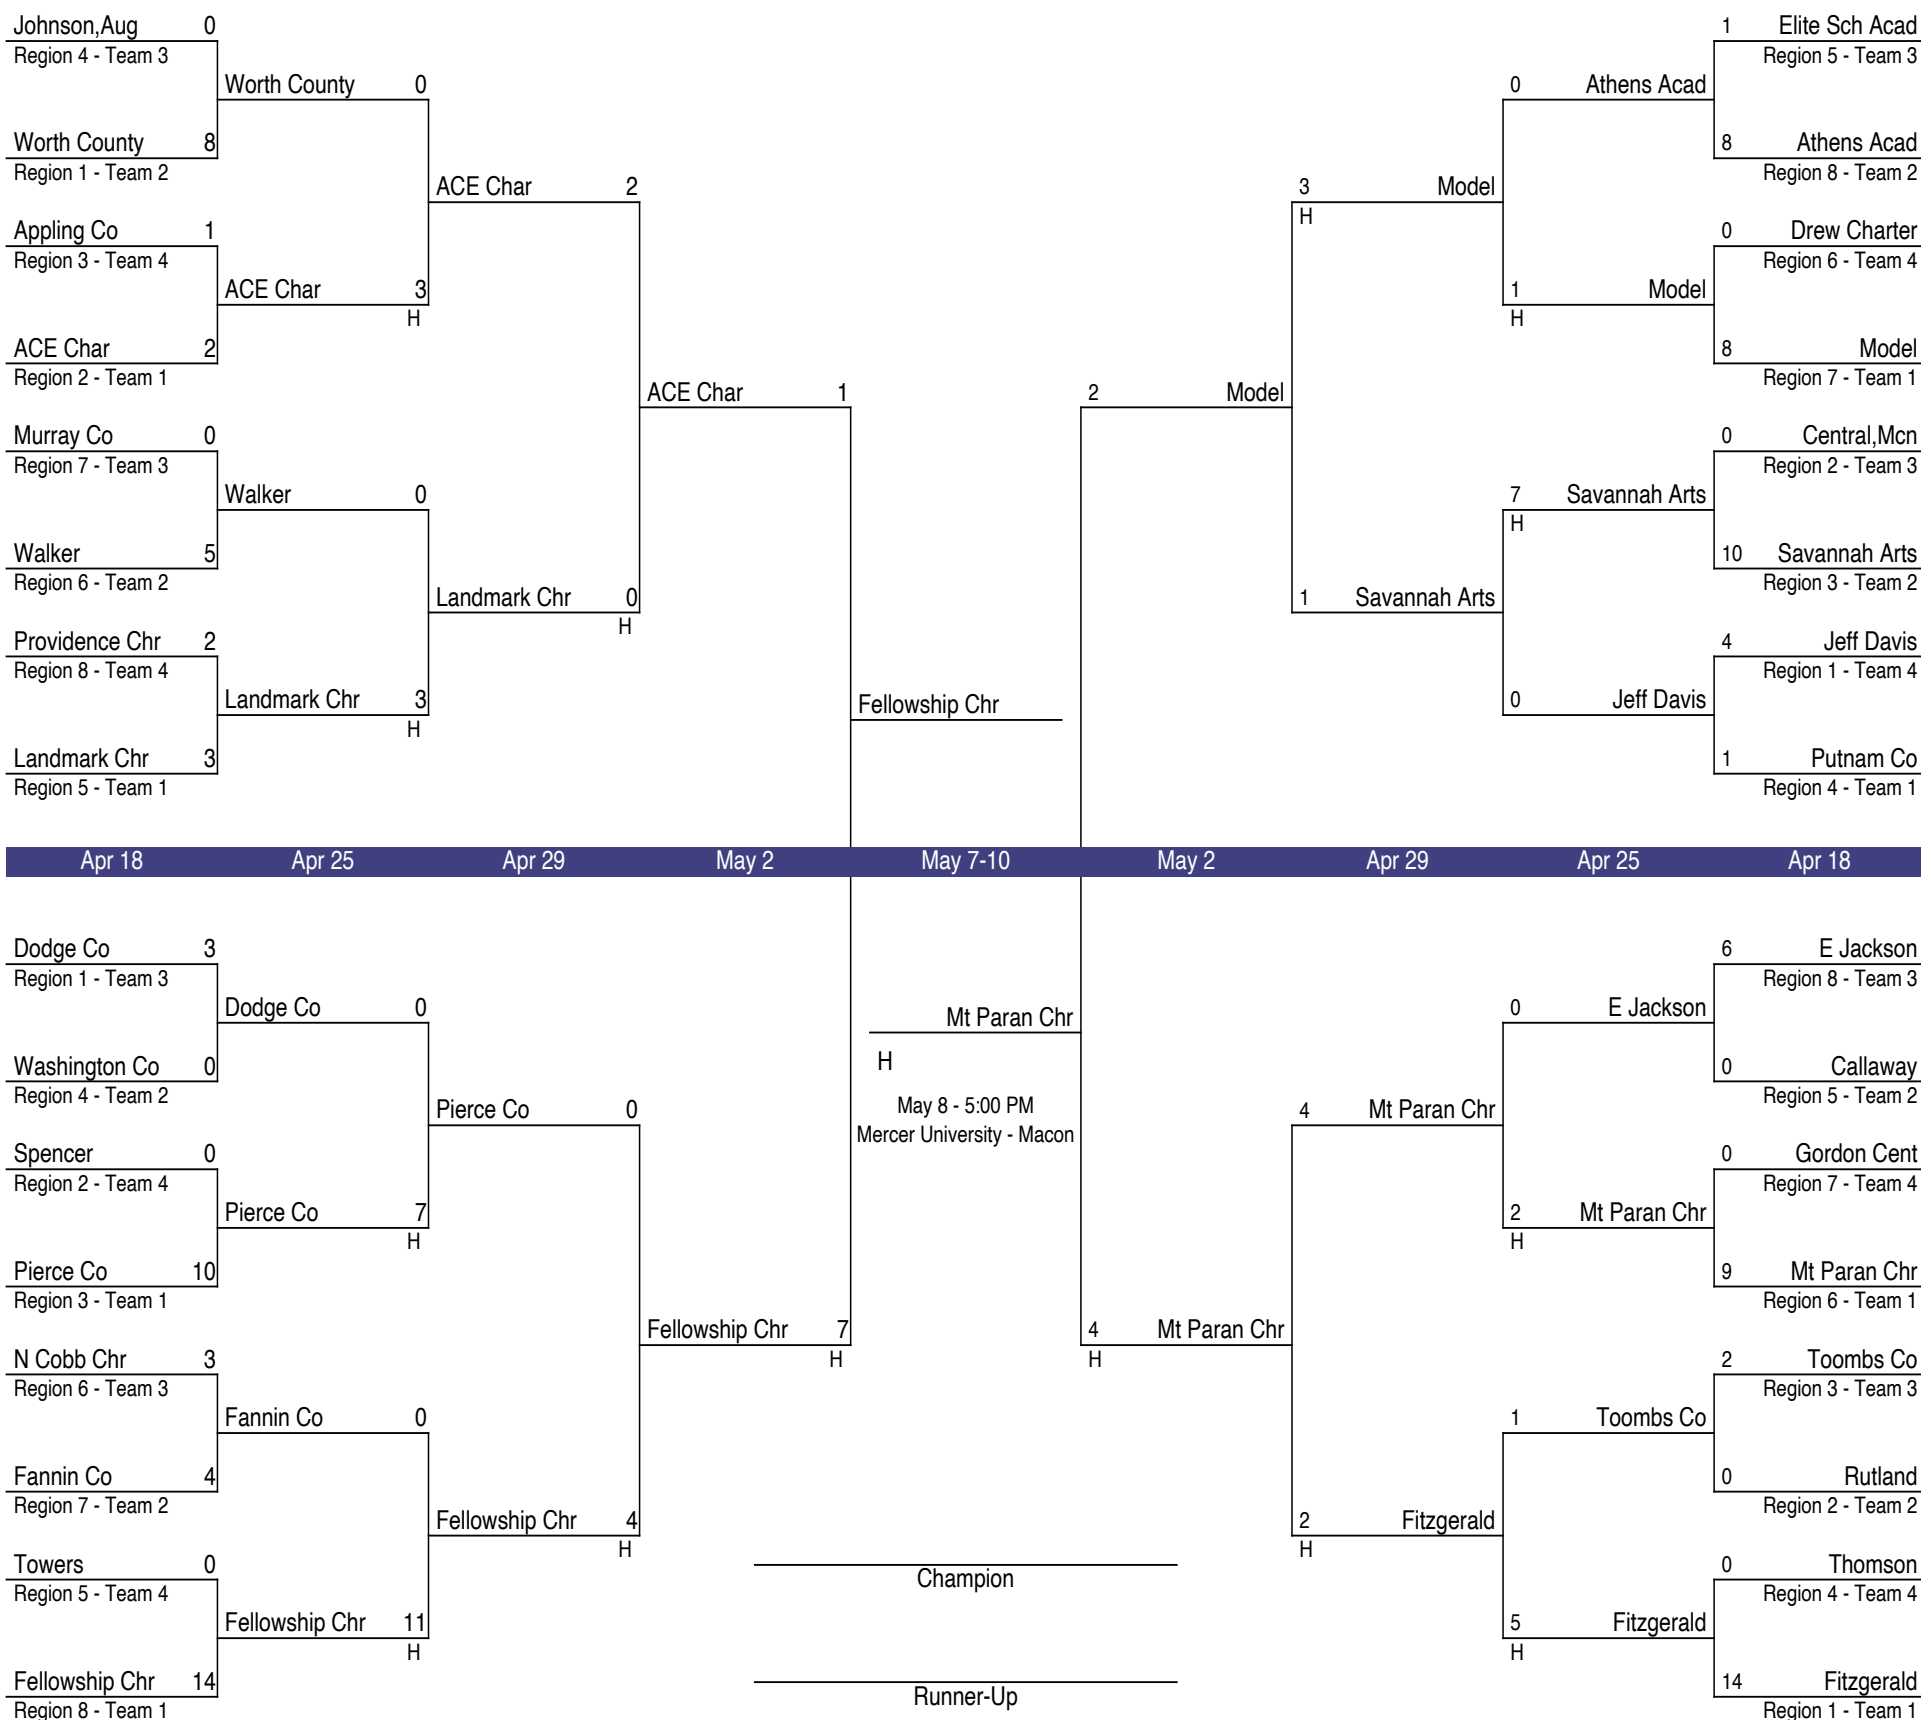 Johnson,Aug 0
Region 4 - Team 3
Worth County 0
Worth County 8
Region 1 - Team 2
ACE Char 2
Appling Co 1
Region 3 - Team 4
ACE Char 3
H
ACE Char 2
Region 2 - Team 1
ACE Char 1
Murray Co 0
Region 7 - Team 3
Walker 0
Walker 5
Region 6 - Team 2
Landmark Chr 0
H
Providence Chr 2
Region 8 - Team 4
Landmark Chr 3
H
Landmark Chr 3
Region 5 - Team 1
Fellowship Chr
1 Elite Sch Acad
Region 5 - Team 3
0 Athens Acad
8 Athens Acad
Region 8 - Team 2
3 Model
H
0 Drew Charter
Region 6 - Team 4
1 Model
H
8 Model
Region 7 - Team 1
2 Model
0 Central,Mcn
Region 2 - Team 3
7 Savannah Arts
H
10 Savannah Arts
Region 3 - Team 2
1 Savannah Arts
4 Jeff Davis
Region 1 - Team 4
0 Jeff Davis
1 Putnam Co
Region 4 - Team 1
Apr 18 Apr 25 Apr 29 May 2 May 7-10 May 2 Apr 29 Apr 25 Apr 18
Dodge Co 3
Region 1 - Team 3
Dodge Co 0
Washington Co 0
Region 4 - Team 2
Pierce Co 0
Spencer 0
Region 2 - Team 4
Pierce Co 7
H
Pierce Co 10
Region 3 - Team 1
Fellowship Chr 7
H
N Cobb Chr 3
Region 6 - Team 3
Fannin Co 0
Fannin Co 4
Region 7 - Team 2
Fellowship Chr 4
H
Towers 0
Region 5 - Team 4
Fellowship Chr 11
H
Fellowship Chr 14
Region 8 - Team 1
Mt Paran Chr
H
May 8 - 5:00 PM
Mercer University - Macon
Champion
Runner-Up
6 E Jackson
Region 8 - Team 3
0 E Jackson
0 Callaway
Region 5 - Team 2
4 Mt Paran Chr
0 Gordon Cent
Region 7 - Team 4
2 Mt Paran Chr
H
9 Mt Paran Chr
Region 6 - Team 1
4 Mt Paran Chr
H
2 Toombs Co
Region 3 - Team 3
1 Toombs Co
0 Rutland
Region 2 - Team 2
2 Fitzgerald
H
0 Thomson
Region 4 - Team 4
5 Fitzgerald
H
14 Fitzgerald
Region 1 - Team 1